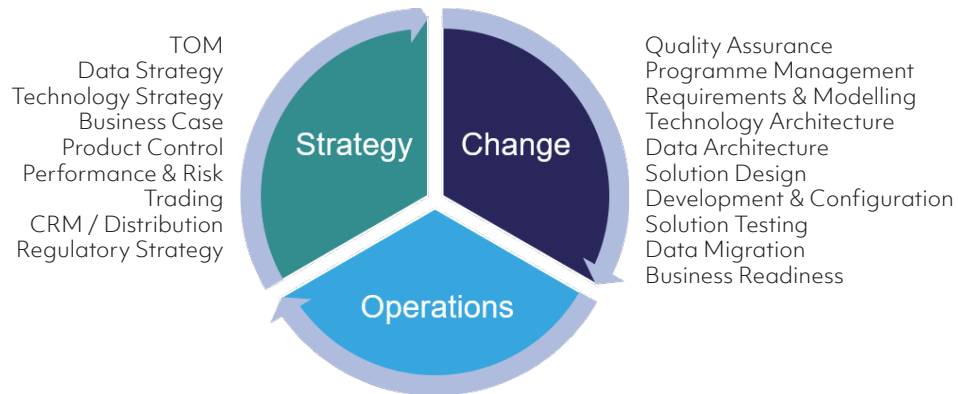 TOM
Data Strategy
Technology Strategy
Business Case
Product Control
Performance & Risk
Trading
CRM / Distribution
Regulatory Strategy
Strategy
Change
Operations
Quality Assurance
Programme Management
Requirements & Modelling
Technology Architecture
Data Architecture
Solution Design
Development & Configuration
Solution Testing
Data Migration
Business Readiness